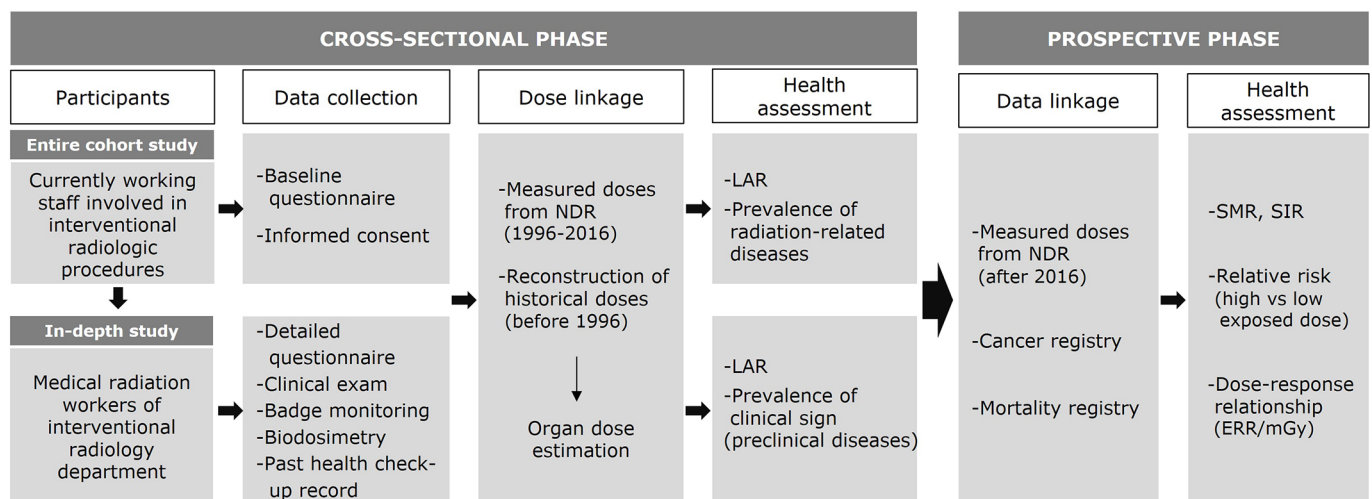 CROSS-SECTIONAL PHASE
PROSPECTIVE PHASE
Participants
Data collection
Dose linkage
Health
assessment
Data linkage
Health
assessment
Entire cohort study
Currently working
staff involved in
interventional
radiologic
procedures
-Baseline
questionnaire
-Informed consent
In-depth study
Medical radiation
workers of
interventional
radiology
department
-Detailed
questionnaire
-Clinical exam
-Badge monitoring
-Biodosimetry
-Past health check-
up record
-Measured doses
from NDR
(1996-2016)
-Reconstruction of
historical doses
(before 1996)
Organ dose
estimation
-LAR
-Prevalence of
radiation-related
diseases
-LAR
-Prevalence of
clinical sign
(preclinical diseases)
-Measured doses
from NDR
(after 2016)
-Cancer registry
-Mortality registry
-SMR, SIR
-Relative risk
(high vs low
exposed dose)
-Dose-response
relationship
(ERR/mGy)